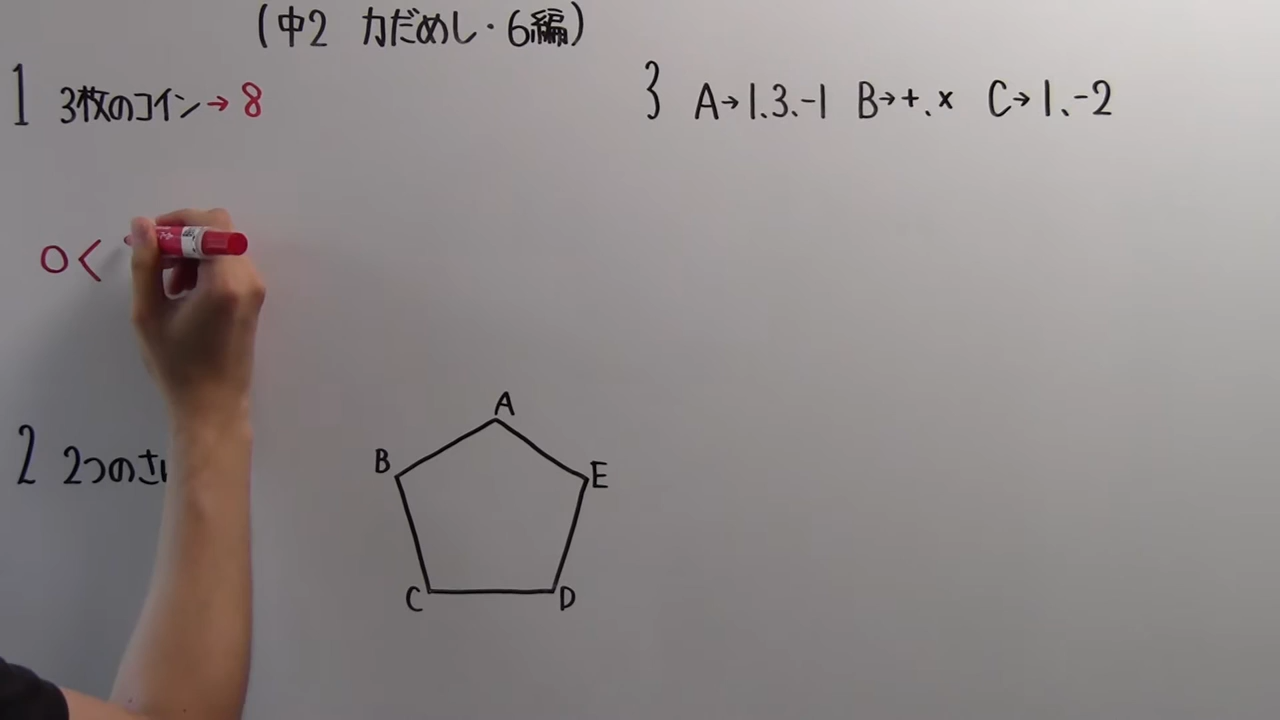 (中2 力だめし・6編)
1 3枚のコイン→8
○<
2 2つのさ
3 A→1.3.-1 B→+.× C→1、-2
A
B
E
C
D